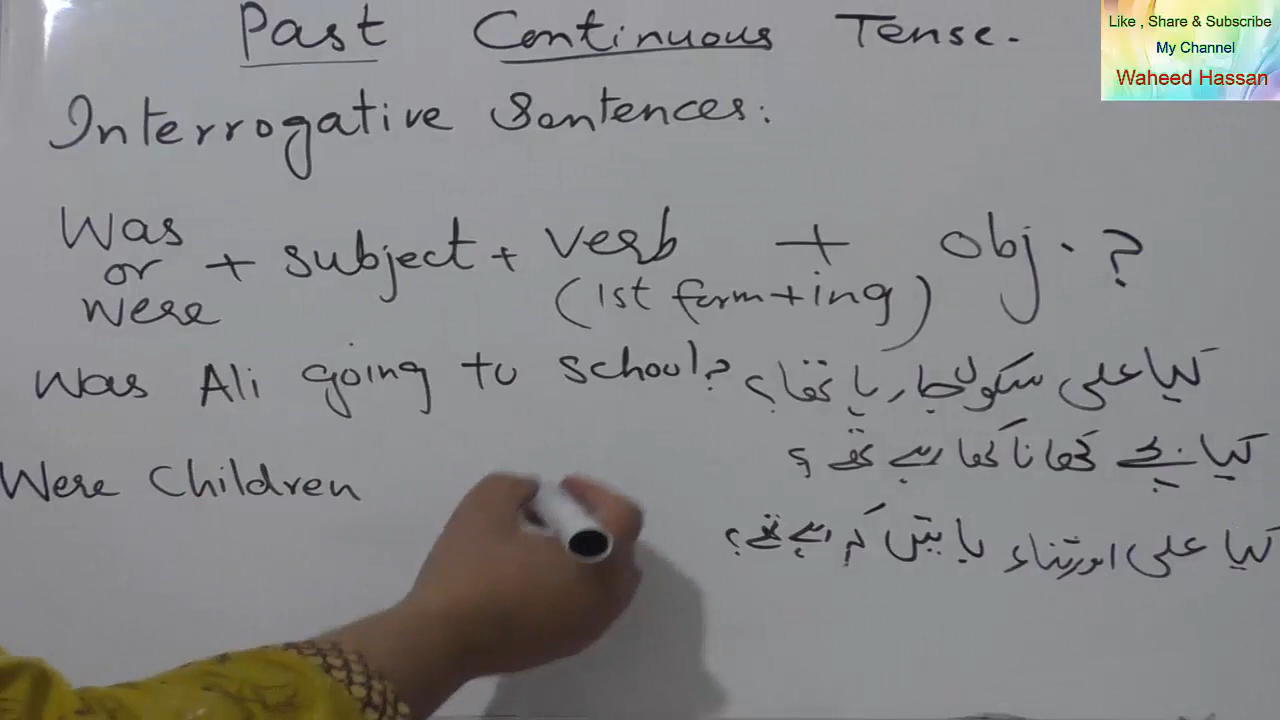 Past Continuous Tense.
Like , Share & Subscribe
My Channel
Waheed Hassan
Interrogative Sentences:
Was or were + subject + verb (1st form+ing) + obj. ?
Was Ali going to school? کیا علی سکول جا رہا تھا؟
Were Children کیا بچے کھانا کھا رہے تھے؟
کیا علی اور ثناء باتیں کر رہے تھے؟